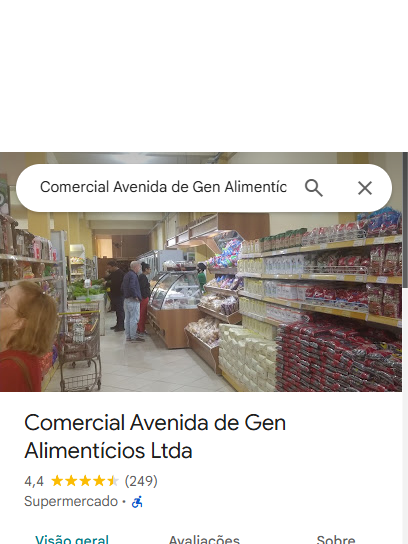 Comercial Avenida de Gen Alimentíc
Comercial Avenida de Gen
Alimentícios Ltda
4,4 (249)
Supermercado ·
Visão geral Avaliações Sobre